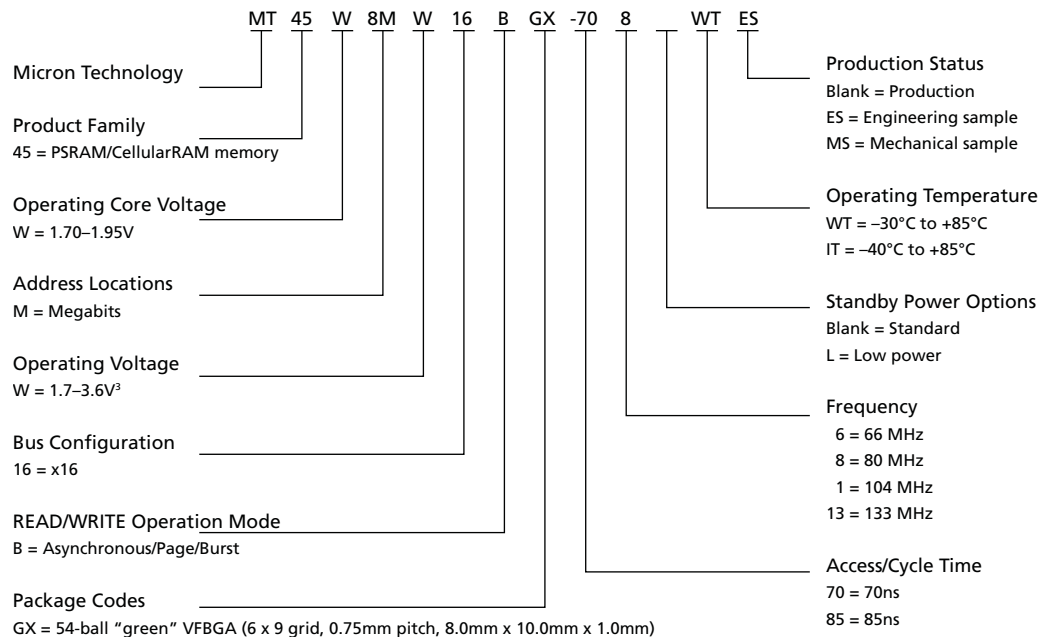 MT 45 W 8M W 16 B GX -70 8 WT ES
Micron Technology
Product Family
45 = PSRAM/CellularRAM memory
Operating Core Voltage
W = 1.70–1.95V
Address Locations
M = Megabits
Operating Voltage
W = 1.7–3.6V³
Bus Configuration
16 = x16
READ/WRITE Operation Mode
B = Asynchronous/Page/Burst
Package Codes
GX = 54-ball “green” VFBGA (6 x 9 grid, 0.75mm pitch, 8.0mm x 10.0mm x 1.0mm)
Production Status
Blank = Production
ES = Engineering sample
MS = Mechanical sample
Operating Temperature
WT = –30°C to +85°C
IT = –40°C to +85°C
Standby Power Options
Blank = Standard
L = Low power
Frequency
6 = 66 MHz
8 = 80 MHz
1 = 104 MHz
13 = 133 MHz
Access/Cycle Time
70 = 70ns
85 = 85ns